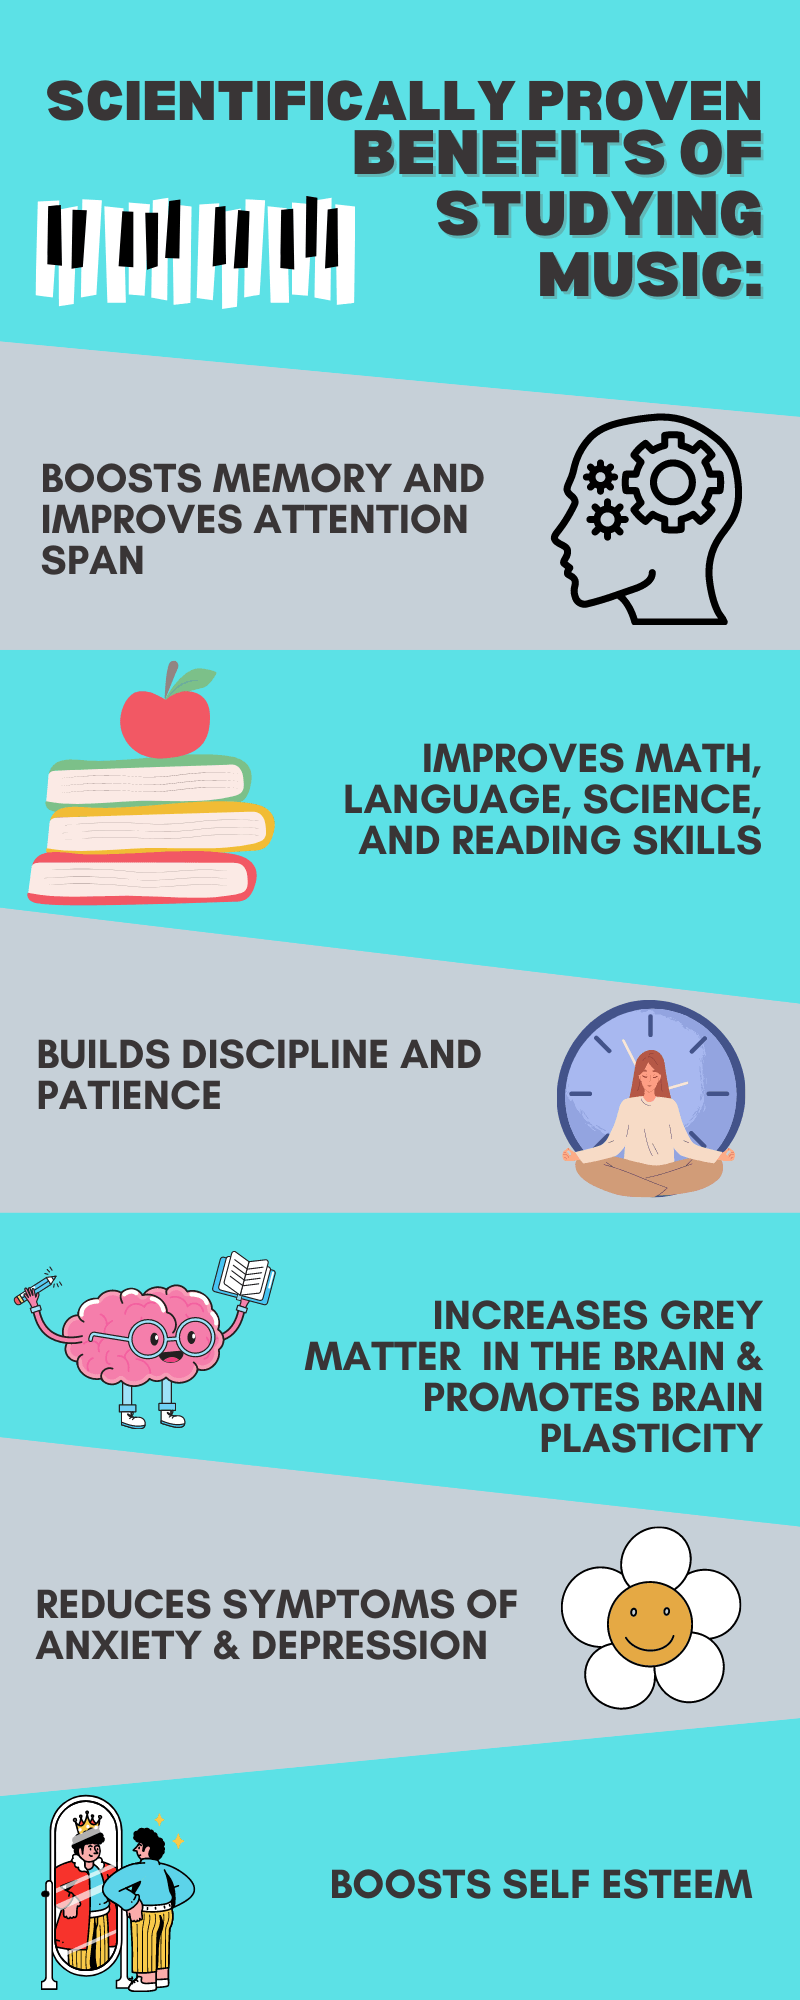 SCIENTIFICALLY PROVEN
BENEFITS OF
STUDYING
MUSIC:
BOOSTS MEMORY AND
IMPROVES ATTENTION
SPAN
IMPROVES MATH,
LANGUAGE, SCIENCE,
AND READING SKILLS
BUILDS DISCIPLINE AND
PATIENCE
INCREASES GREY
MATTER  IN THE BRAIN &
PROMOTES BRAIN
PLASTICITY
REDUCES SYMPTOMS OF
ANXIETY & DEPRESSION
BOOSTS SELF ESTEEM